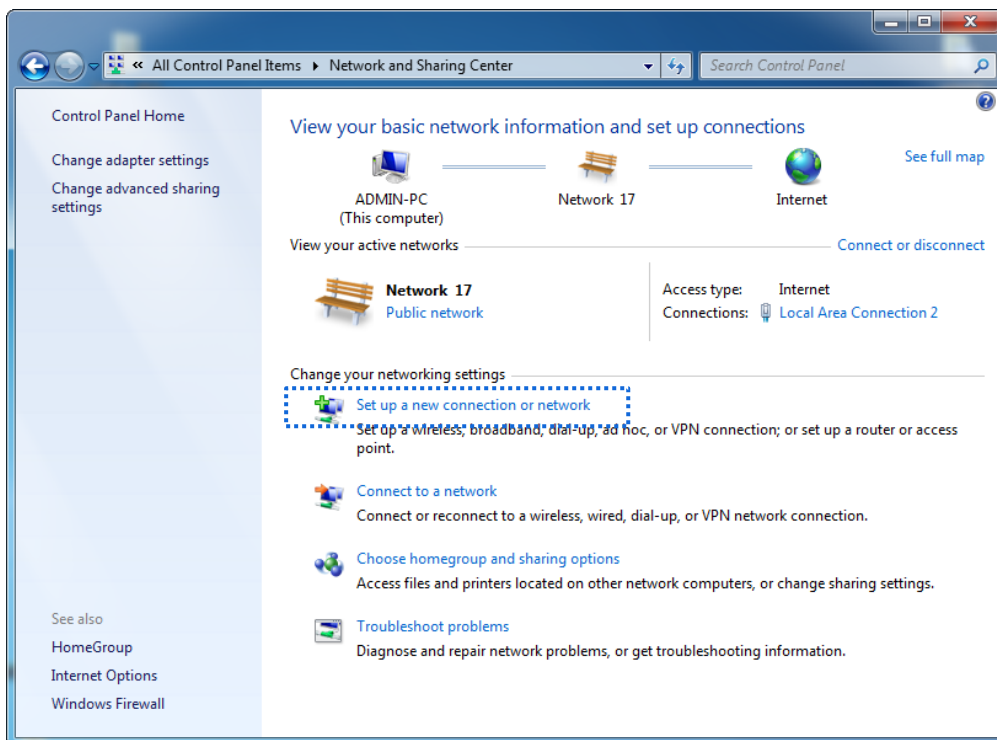 « All Control Panel Items ▸ Network and Sharing Center
Search Control Panel
Control Panel Home
Change adapter settings
Change advanced sharing
settings
See also
HomeGroup
Internet Options
Windows Firewall
View your basic network information and set up connections
See full map
ADMIN-PC
(This computer)
Network 17
Internet
View your active networks
Connect or disconnect
Network 17
Public network
Access type: Internet
Connections: Local Area Connection 2
Change your networking settings
Set up a new connection or network
Set up a wireless, broadband, dial-up, ad hoc, or VPN connection; or set up a router or access
point.
Connect to a network
Connect or reconnect to a wireless, wired, dial-up, or VPN network connection.
Choose homegroup and sharing options
Access files and printers located on other network computers, or change sharing settings.
Troubleshoot problems
Diagnose and repair network problems, or get troubleshooting information.